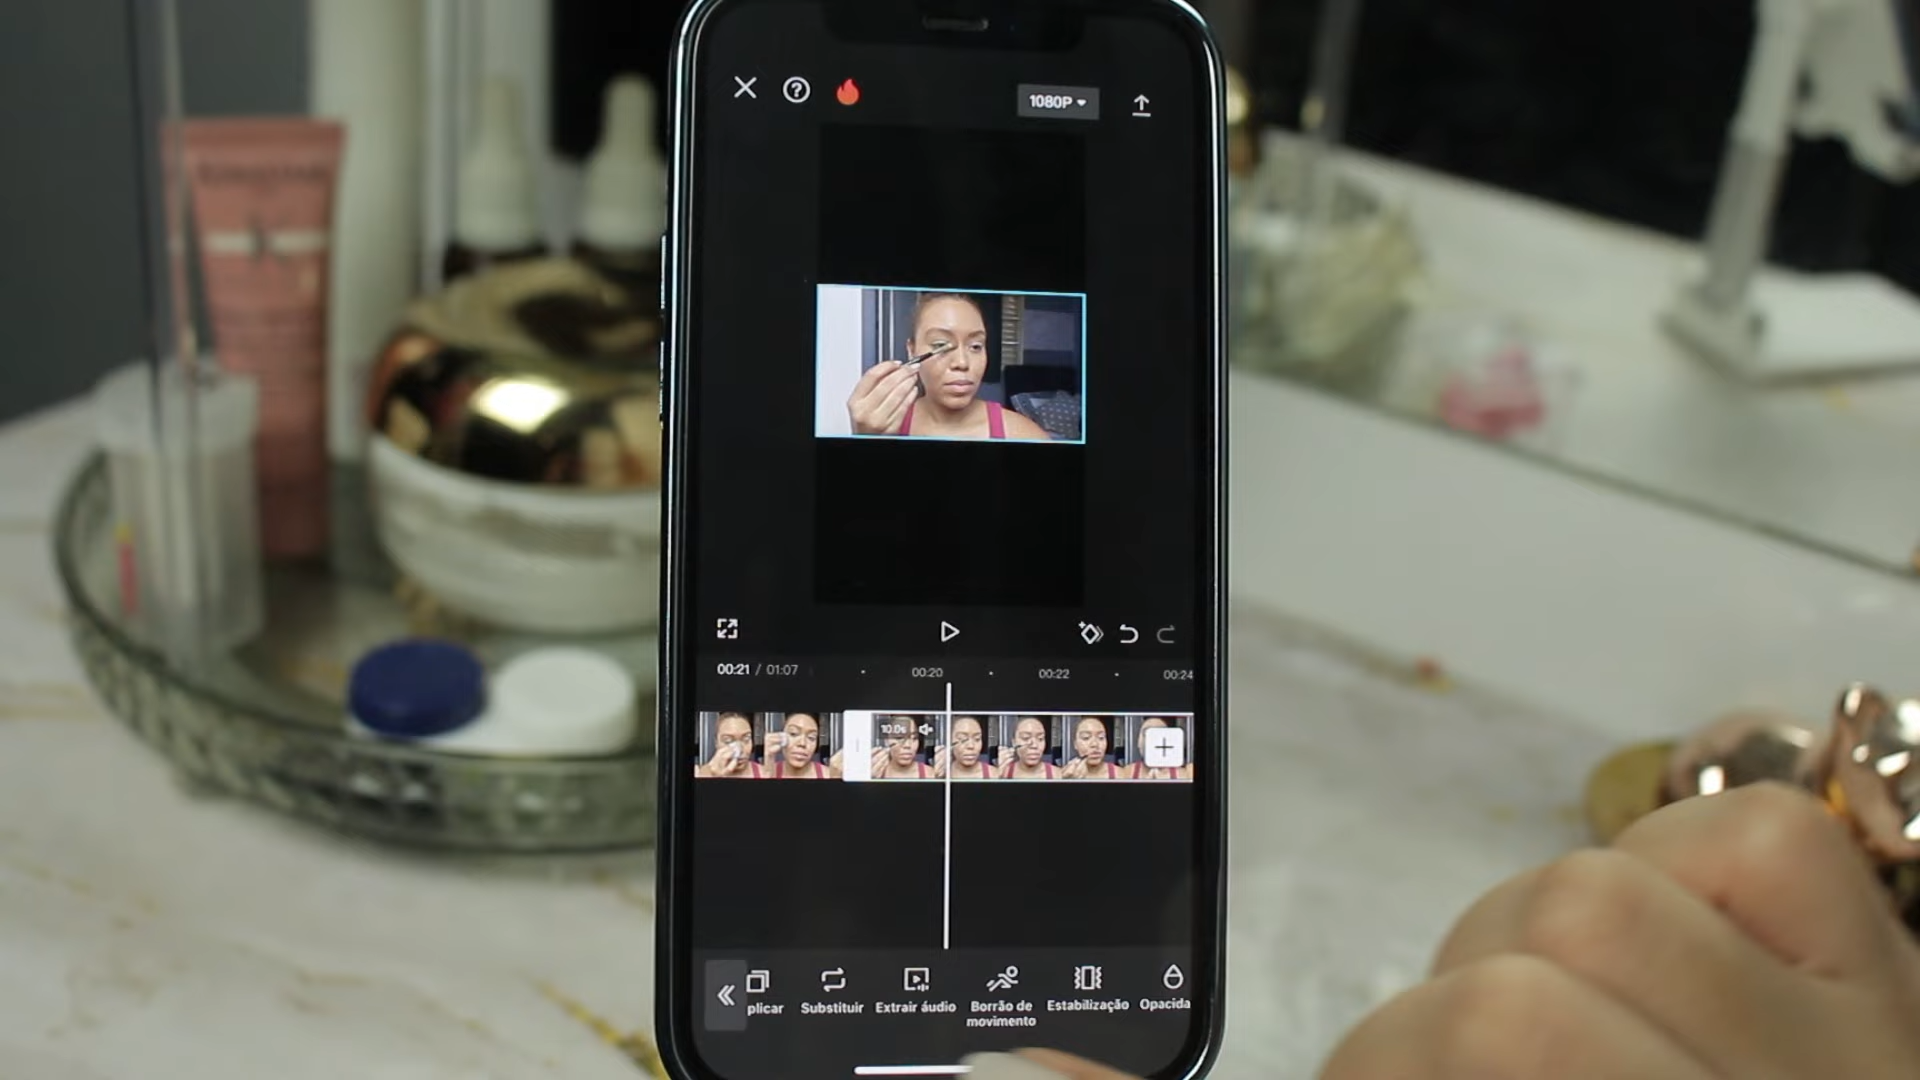 1080P
00:21 / 01:07
00:20
00:22
00:24
10.0s
plicar
Substituir
Extrair áudio
Borrão de
movimento
Estabilização
Opacida